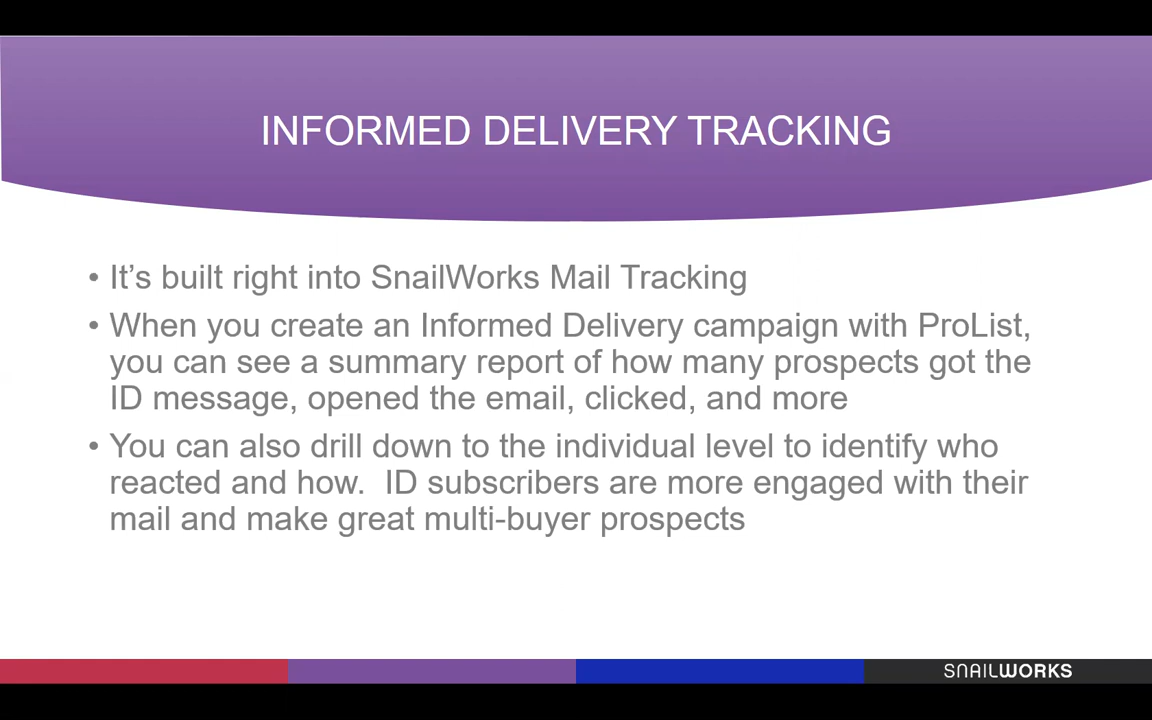 INFORMED DELIVERY TRACKING
• It’s built right into SnailWorks Mail Tracking
• When you create an Informed Delivery campaign with ProList,
you can see a summary report of how many prospects got the
ID message, opened the email, clicked, and more
• You can also drill down to the individual level to identify who
reacted and how.  ID subscribers are more engaged with their
mail and make great multi-buyer prospects
SNAILWORKS